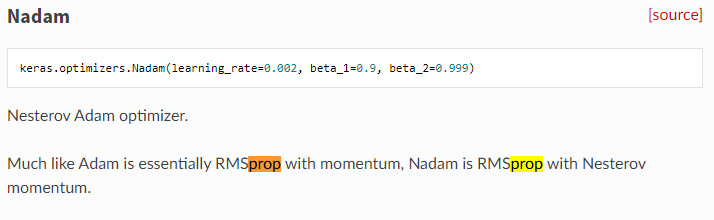 Nadam [source]
keras.optimizers.Nadam(learning_rate=0.002, beta_1=0.9, beta_2=0.999)
Nesterov Adam optimizer.
Much like Adam is essentially RMSprop with momentum, Nadam is RMSprop with Nesterov
momentum.